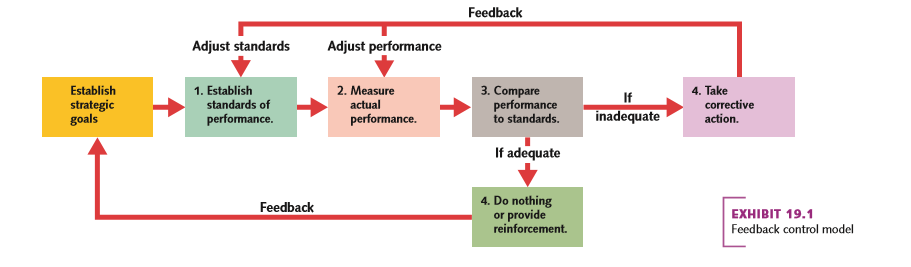 Feedback
Adjust standards
Adjust performance
Establish
strategic
goals
1. Establish
standards of
performance.
2. Measure
actual
performance.
3. Compare
performance
to standards.
If
inadequate
4. Take
corrective
action.
If adequate
4. Do nothing
or provide
reinforcement.
Feedback
EXHIBIT 19.1
Feedback control model